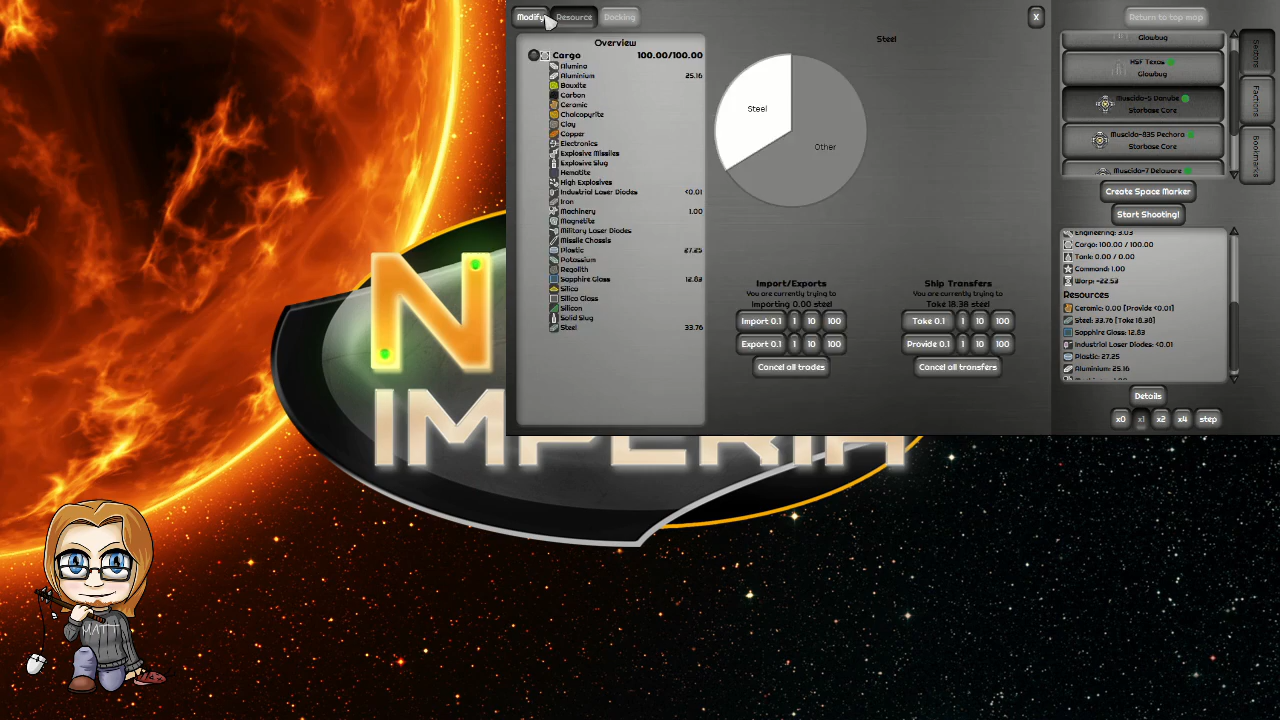 Modify
Resource
Docking
X
Return to top map
Overview
Cargo 100.00/100.00
Alumina
Aluminium 25.16
Bauxite
Carbon
Ceramic
Chalcopyrite
Clay
Copper
Electronics
Explosive Missiles
Explosive Slug
Hematite
High Explosives
Industrial Laser Diodes <0.01
Iron
Machinery 1.00
Magnetite
Military Laser Diodes
Missile Chassis
Plastic 27.25
Potassium
Regolith
Sapphire Glass 12.83
Silica
Silica Glass
Silicon
Solid Slug
Steel 33.76
Steel
Steel
Other
Import/Exports
You are currently trying to
Importing 0.00 steel
Import 0.1 1 10 100
Export 0.1 1 10 100
Cancel all trades
Ship Transfers
You are currently trying to
Take 18.38 steel
Take 0.1 1 10 100
Provide 0.1 1 10 100
Cancel all transfers
Glowbug
HSF Texas
Glowbug
Muscida-5 Danube
Starbase Core
Muscida-835 Pechora
Starbase Core
Muscida-7 Delaware
Sectors
Factions
Bookmarks
Create Space Marker
Start Shooting!
Engineering: 3.03
Cargo: 100.00 / 100.00
Tank: 0.00 / 0.00
Command: 1.00
Warp: +22.53
Resources
Ceramic: 0.00 [Provide <0.01]
Steel: 33.76 [Take 18.38]
Sapphire Glass: 12.83
Industrial Laser Diodes: <0.01
Plastic: 27.25
Aluminium: 25.16
Details
x0 x1 x2 x4 step
N
IMPERIA
MATT